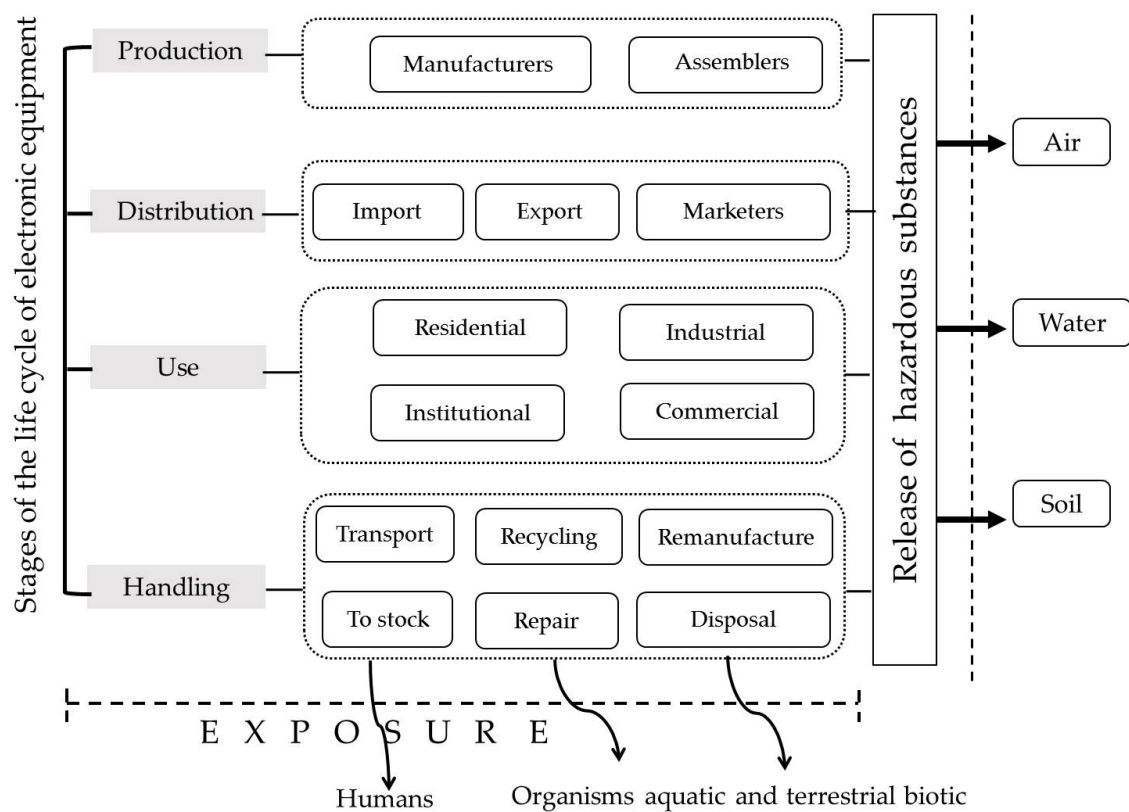 Stages of the life cycle of electronic equipment
Production
Manufacturers
Assemblers
Distribution
Import
Export
Marketers
Use
Residential
Industrial
Institutional
Commercial
Handling
Transport
Recycling
Remanufacture
To stock
Repair
Disposal
Release of hazardous substances
Air
Water
Soil
E X P O S U R E
Humans
Organisms aquatic and terrestrial biotic